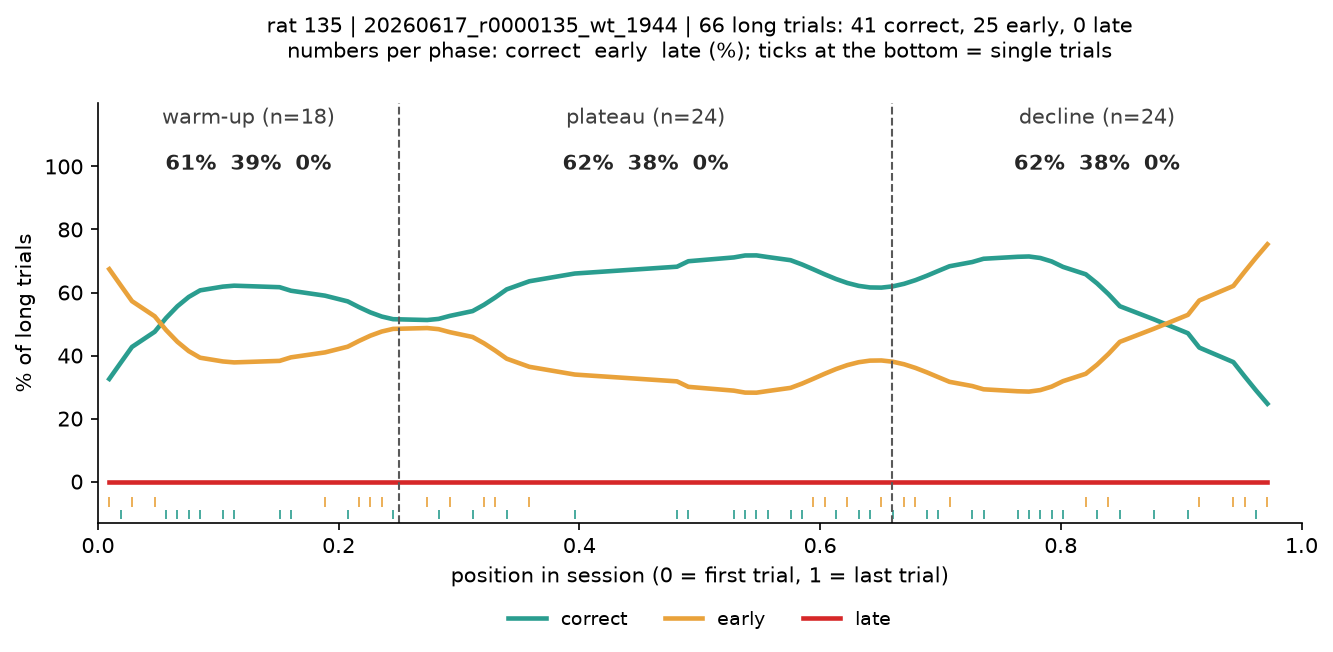 rat 135 | 20260617_r0000135_wt_1944 | 66 long trials: 41 correct, 25 early, 0 late
numbers per phase: correct  early  late (%); ticks at the bottom = single trials
warm-up (n=18)
plateau (n=24)
decline (n=24)
61%  39%  0%
62%  38%  0%
62%  38%  0%
% of long trials
100
80
60
40
20
0
0.0
0.2
0.4
0.6
0.8
1.0
position in session (0 = first trial, 1 = last trial)
correct
early
late